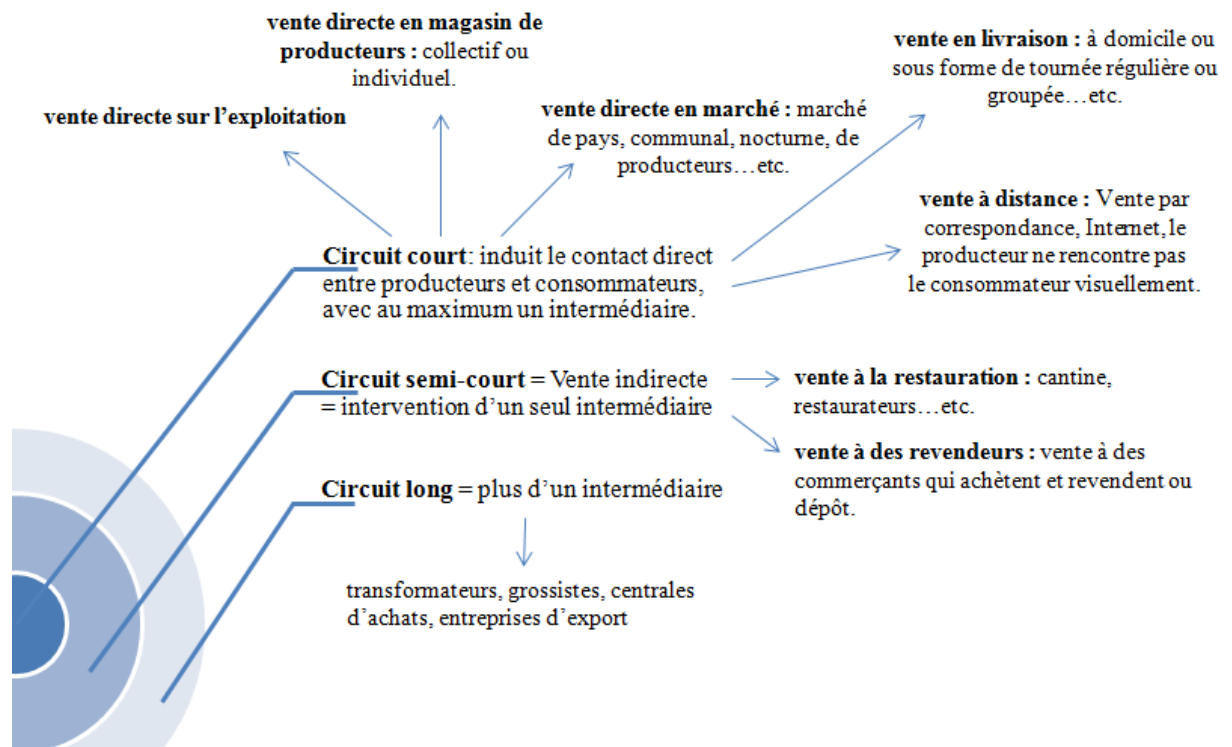 vente directe en magasin de
producteurs : collectif ou
individuel.
vente en livraison : à domicile ou
sous forme de tournée régulière ou
groupée…etc.
vente directe sur l’exploitation
vente directe en marché : marché
de pays, communal, nocturne, de
producteurs…etc.
vente à distance : Vente par
correspondance, Internet, le
producteur ne rencontre pas
le consommateur visuellement.
Circuit court: induit le contact direct
entre producteurs et consommateurs,
avec au maximum un intermédiaire.
Circuit semi-court = Vente indirecte
= intervention d’un seul intermédiaire
vente à la restauration : cantine,
restaurateurs…etc.
vente à des revendeurs : vente à des
commerçants qui achètent et revendent ou
dépôt.
Circuit long = plus d’un intermédiaire
transformateurs, grossistes, centrales
d’achats, entreprises d’export